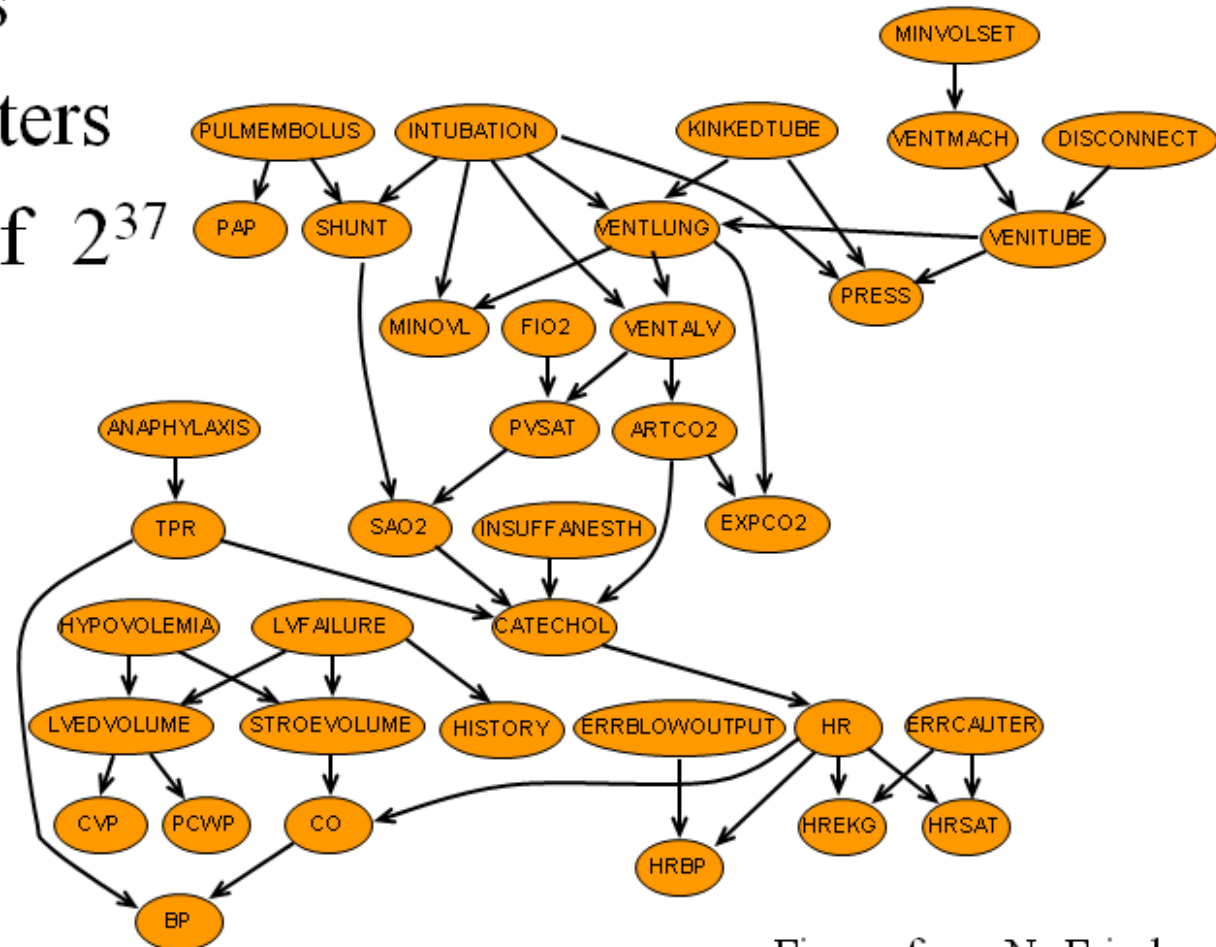 MINVOLSET
ters
PULMEMBOLUS INTUBATION KINKEDTUBE VENTMACH DISCONNECT
f 2³⁷
PAP SHUNT VENTLUNG VENITUBE
PRESS
MINOVL FIO2 VENTALV
ANAPHYLAXIS PVSAT ARTCO2
TPR SAO2 INSUFFANESTH EXPCO2
HYPOVOLEMIA LVFAILURE CATECHOL
LVEDVOLUME STROEVOLUME HISTORY ERRBLOWOUTPUT HR ERRCAUTER
CVP PCWP CO HREKG HRSAT
HRBP
BP